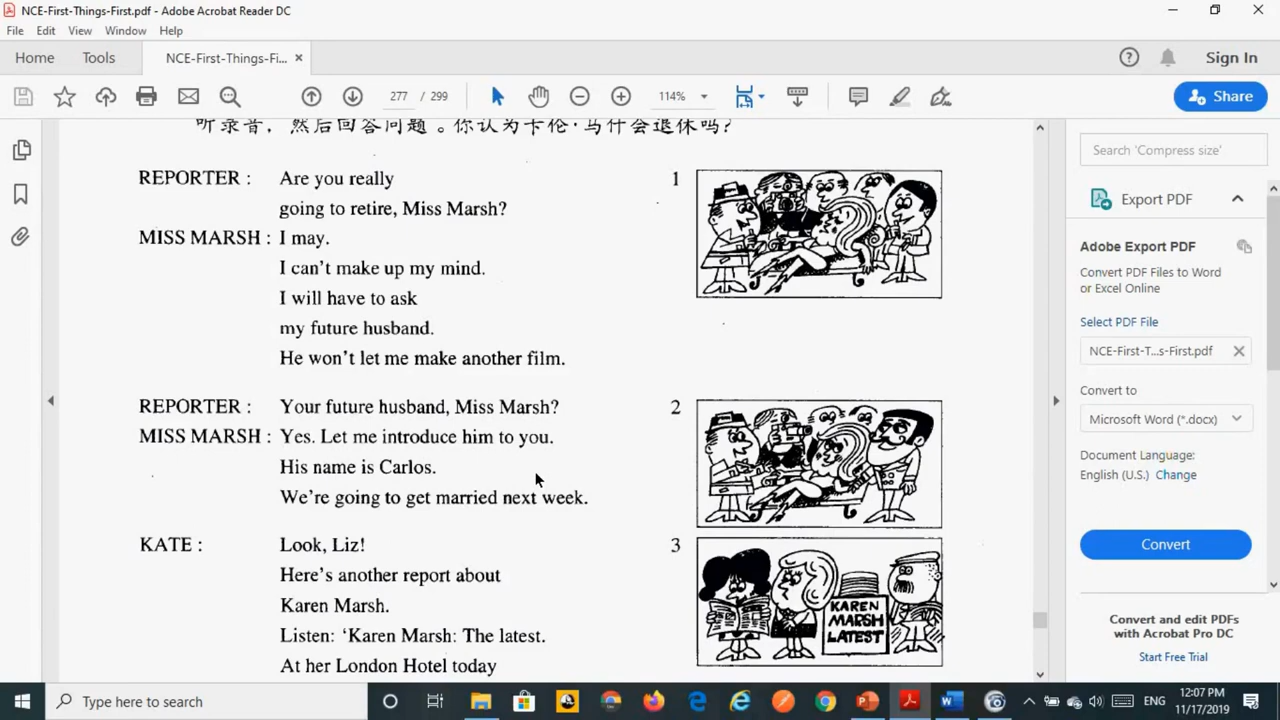 NCE-First-Things-First.pdf - Adobe Acrobat Reader DC
File Edit View Window Help
Home Tools NCE-First-Things-Fi... × Sign In
277 / 299 114% Share
听录音，然后回答问题。你认为卡伦·马什会退休吗？
REPORTER : Are you really
going to retire, Miss Marsh?
MISS MARSH : I may.
I can't make up my mind.
I will have to ask
my future husband.
He won't let me make another film.
1
REPORTER : Your future husband, Miss Marsh?
MISS MARSH : Yes. Let me introduce him to you.
His name is Carlos.
We're going to get married next week.
2
KATE : Look, Liz!
Here's another report about
Karen Marsh.
Listen: ‘Karen Marsh: The latest.
At her London Hotel today
3
KAREN
MARSH
LATEST
Search 'Compress size'
Export PDF
Adobe Export PDF
Convert PDF Files to Word
or Excel Online
Select PDF File
NCE-First-T...s-First.pdf
Convert to
Microsoft Word (*.docx)
Document Language:
English (U.S.) Change
Convert
Convert and edit PDFs
with Acrobat Pro DC
Start Free Trial
Type here to search
ENG
12:07 PM
11/17/2019